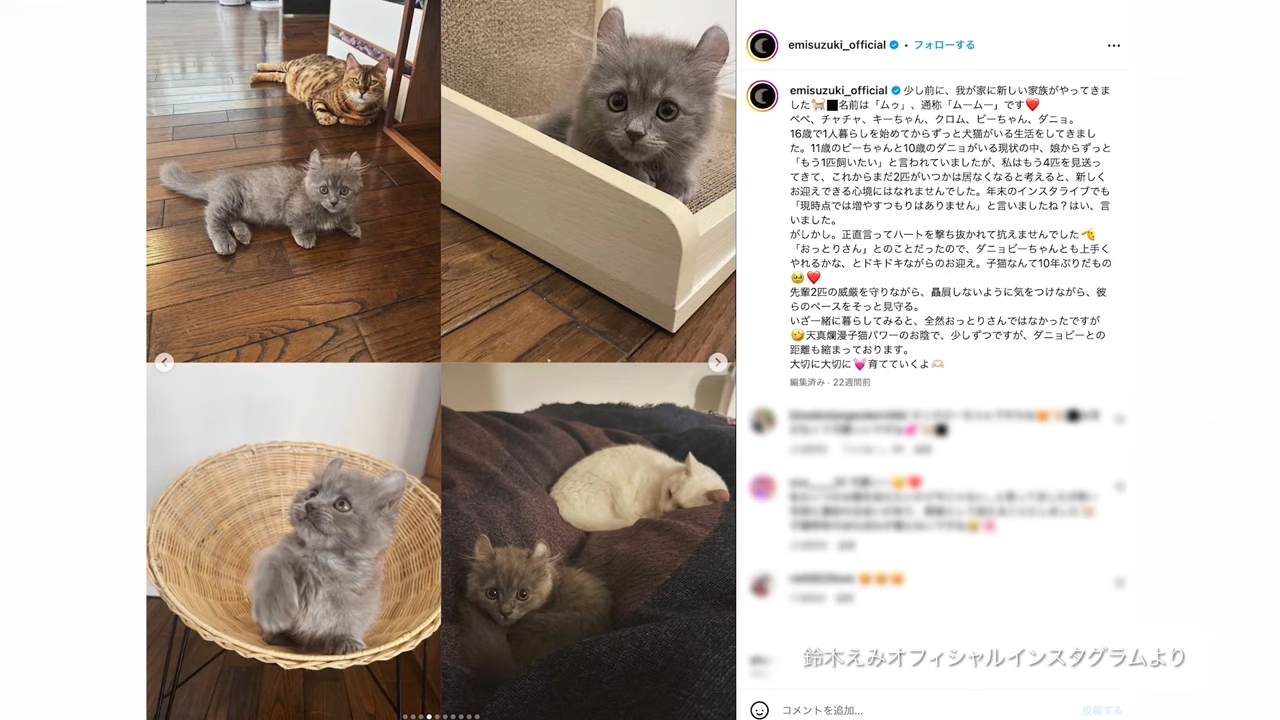 emisuzuki_official • フォローする
emisuzuki_official 少し前に、我が家に新しい家族がやってきま
した🐈⬛名前は「ムゥ」、通称「ムームー」です❤️
ペペ、チャチャ、キーちゃん、クロム、ビーちゃん、ダニョ。
16歳で1人暮らしを始めてからずっと犬猫がいる生活をしてきまし
た。11歳のビーちゃんと10歳のダニョがいる現状の中、娘からずっと
「もう1匹飼いたい」と言われていましたが、私はもう4匹を見送っ
てきて、これからまだ2匹がいつかは居なくなると考えると、新しく
お迎えできる心境にはなれませんでした。年末のインスタライブでも
「現時点では増やすつもりはありません」と言いましたね?はい、言
いました。
がしかし。正直言ってハートを撃ち抜かれて抗えませんでした🫠
「おっとりさん」とのことだったので、ダニョビーちゃんとも上手く
やれるかな、とドキドキながらのお迎え。子猫なんて10年ぶりだもの
🥹❤️
先輩2匹の威厳を守りながら、贔屓しないように気をつけながら、彼
らのペースをそっと見守る。
いざ一緒に暮らしてみると、全然おっとりさんではなかったですが
🤣天真爛漫子猫パワーのお陰で、少しずつですが、ダニョビーとの
距離も縮まっております。
大切に大切に💓育てていくよ🫶🏻
編集済み · 22週間前
鈴木えみオフィシャルインスタグラムより
コメントを追加...
投稿する